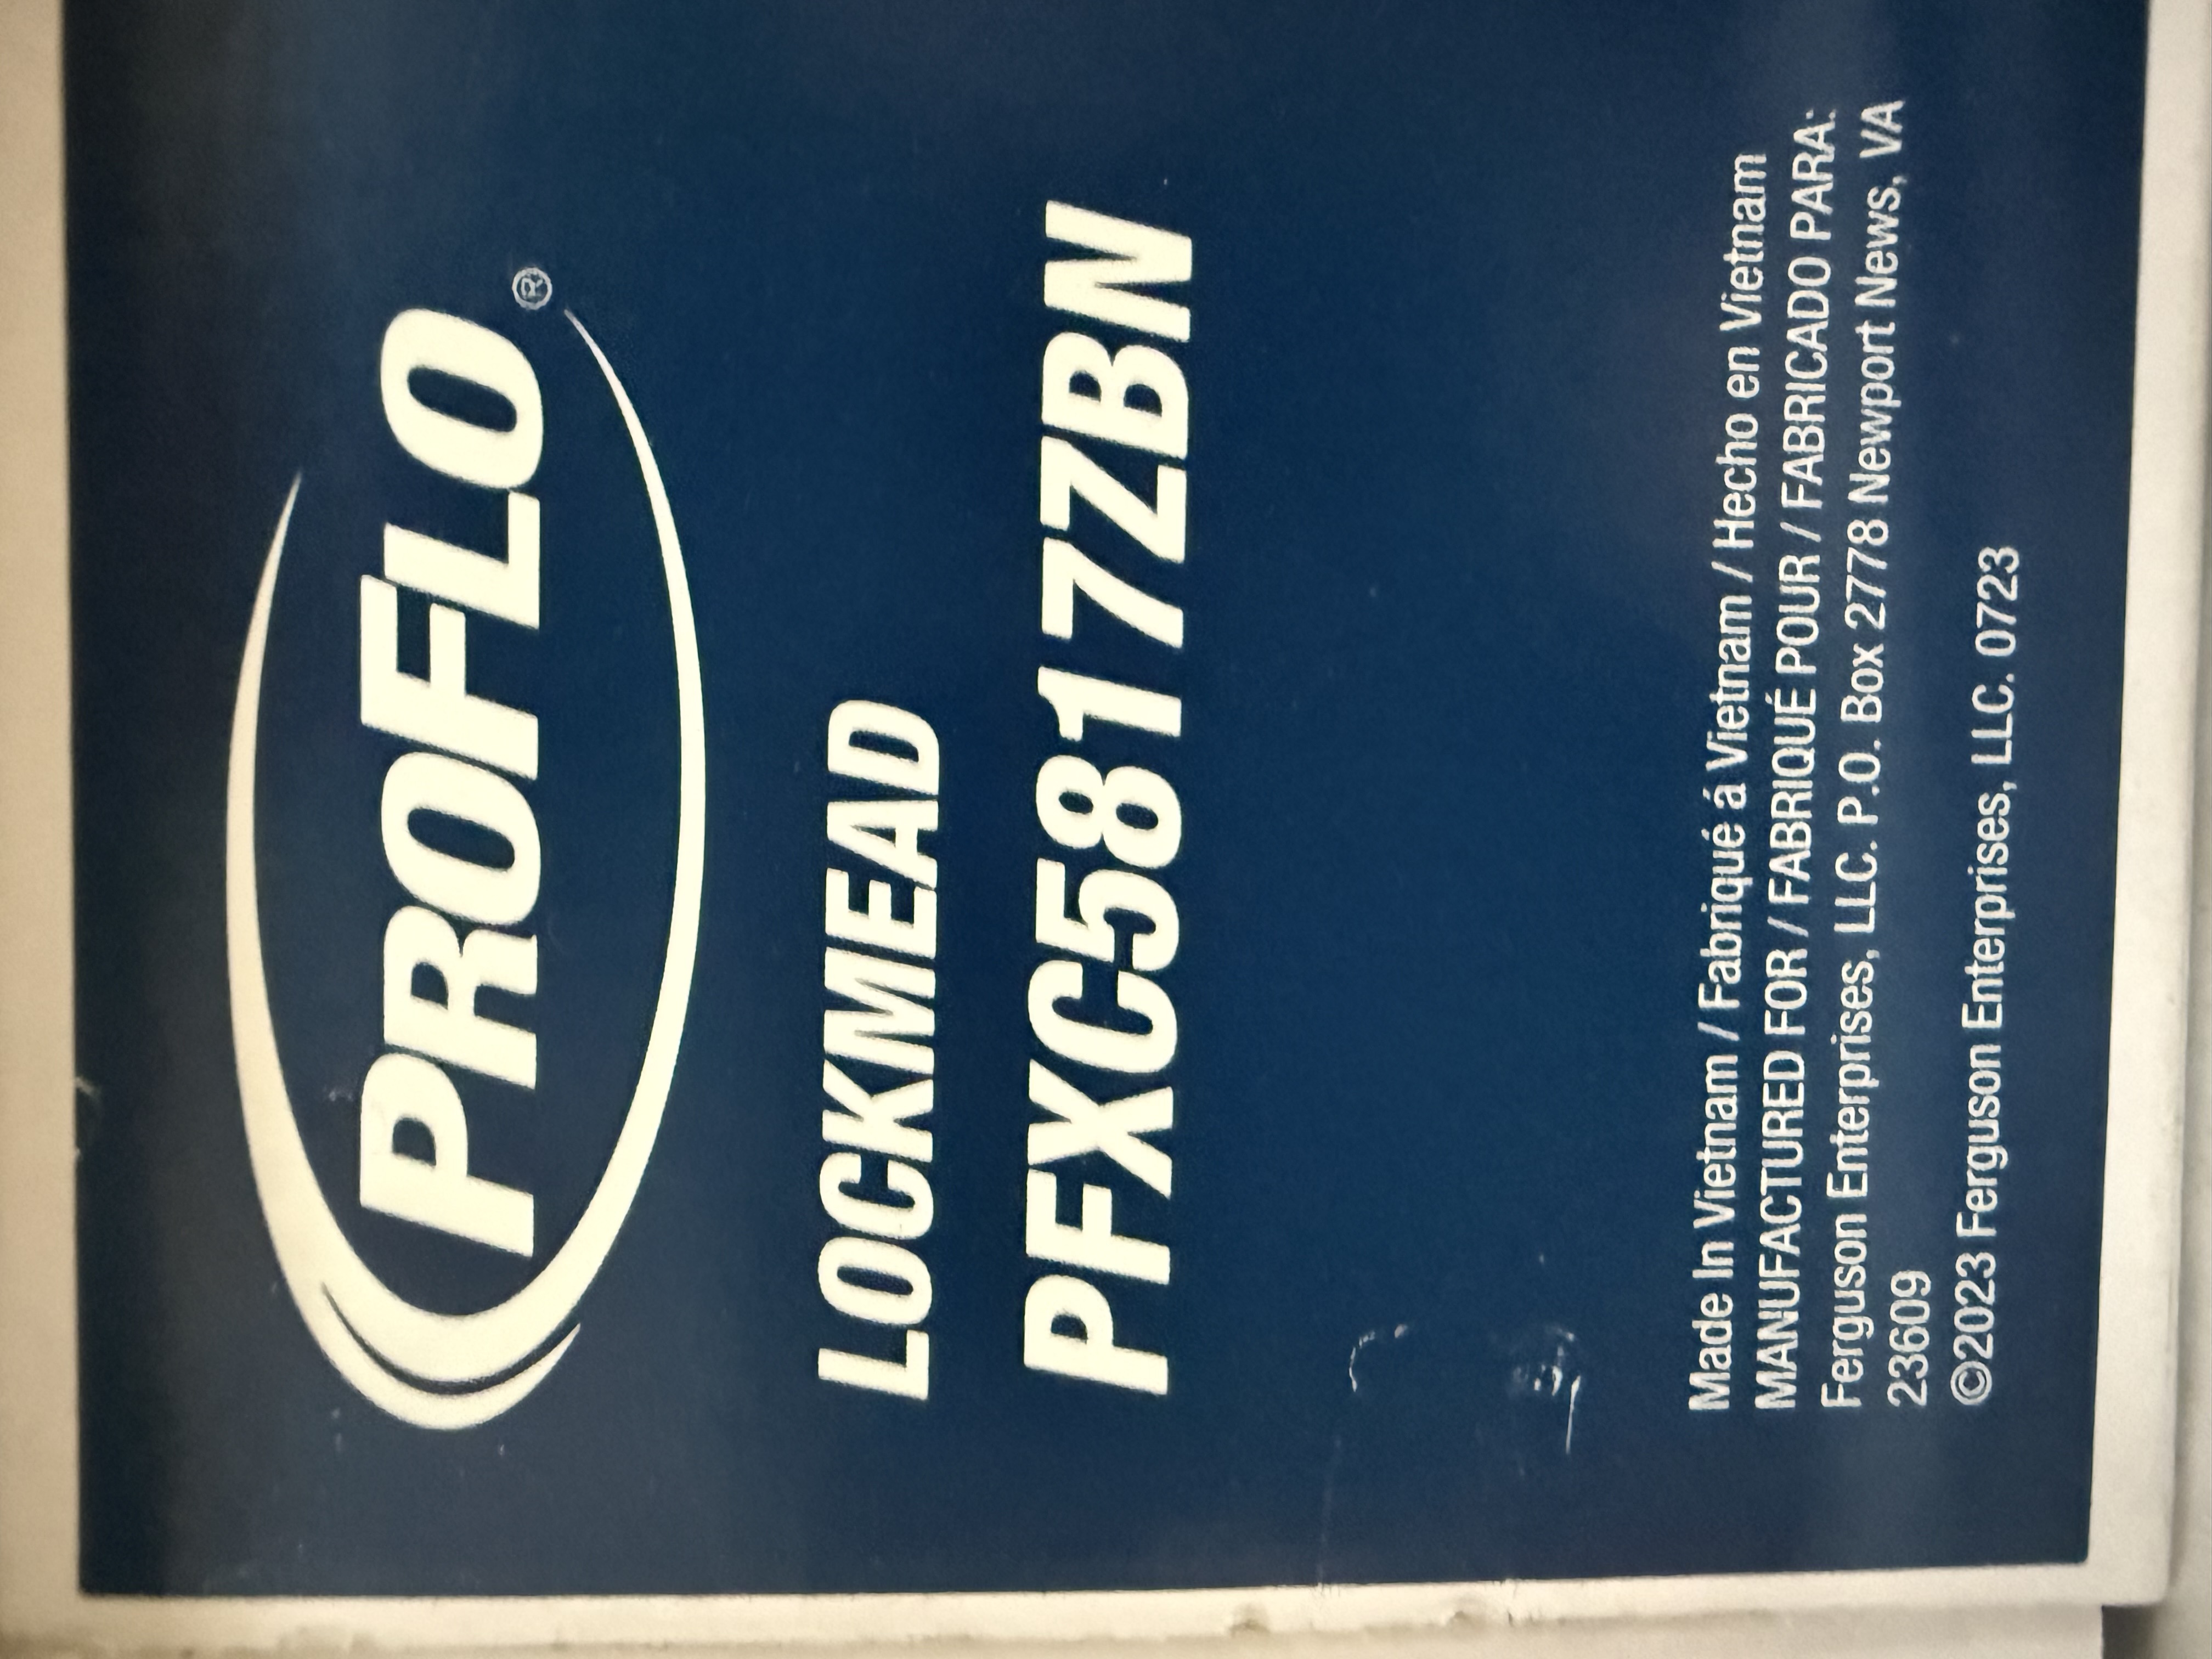 PROFLO®
LOCKMEAD
PFXC5817ZBN
Made In Vietnam / Fabriqué á Vietnam / Hecho en Vietnam
MANUFACTURED FOR / FABRIQUÉ POUR / FABRICADO PARA:
Ferguson Enterprises, LLC. P.O. Box 2778 Newport News, VA
23609
©2023 Ferguson Enterprises, LLC. 0723